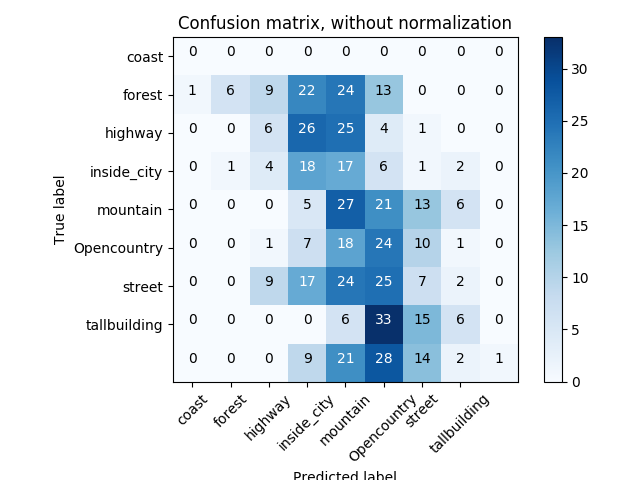 Confusion matrix, without normalization
coast 0 0 0 0 0 0 0 0 0
forest 1 6 9 22 24 13 0 0 0
highway 0 0 6 26 25 4 1 0 0
inside_city 0 1 4 18 17 6 1 2 0
mountain 0 0 0 5 27 21 13 6 0
Opencountry 0 0 1 7 18 24 10 1 0
street 0 0 9 17 24 25 7 2 0
tallbuilding 0 0 0 0 6 33 15 6 0
0 0 0 9 21 28 14 2 1
True label
coast forest highway inside_city mountain Opencountry street tallbuilding
Predicted label
30
25
20
15
10
5
0